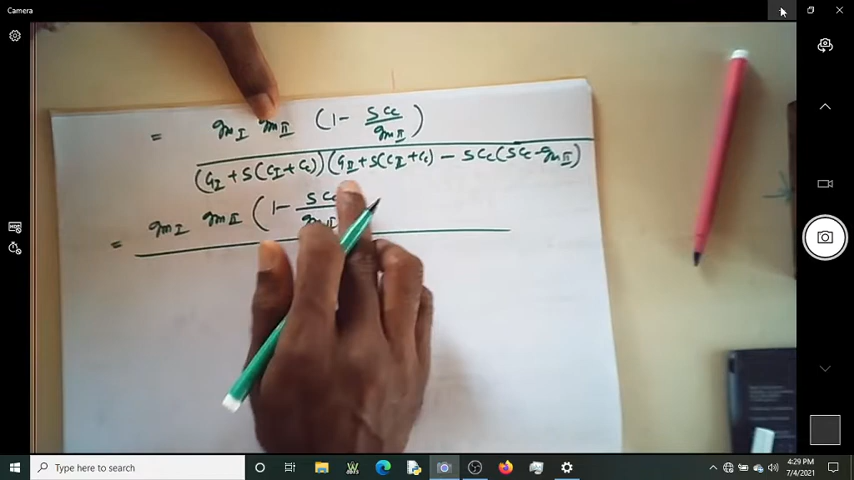 Camera
= gmI gmII (1 - SCc/gmII)
(GI + S(CI + Cc)) (GII + S(CII + Cc) - SCc(SCc - gmII)
= gmI gmII (1 - SCc/gmII
Type here to search
4:29 PM
7/4/2021